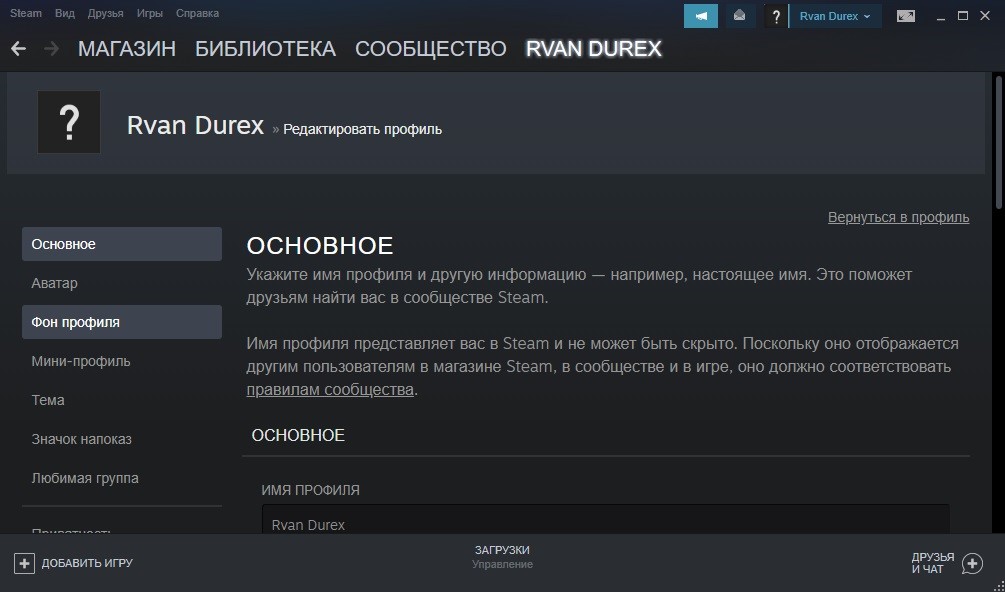 Steam Вид Друзья Игры Справка
? Rvan Durex
МАГАЗИН БИБЛИОТЕКА СООБЩЕСТВО RVAN DUREX
? Rvan Durex » Редактировать профиль
Вернуться в профиль
Основное
Аватар
Фон профиля
Мини-профиль
Тема
Значок напоказ
Любимая группа
Приватность
ОСНОВНОЕ
Укажите имя профиля и другую информацию — например, настоящее имя. Это поможет
друзьям найти вас в сообществе Steam.
Имя профиля представляет вас в Steam и не может быть скрыто. Поскольку оно отображается
другим пользователям в магазине Steam, в сообществе и в игре, оно должно соответствовать
правилам сообщества.
ОСНОВНОЕ
ИМЯ ПРОФИЛЯ
Rvan Durex
ДОБАВИТЬ ИГРУ
ЗАГРУЗКИ
Управление
ДРУЗЬЯ
И ЧАТ